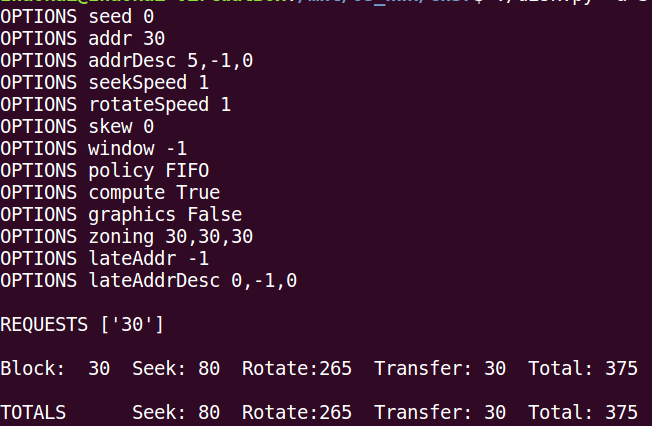 OPTIONS seed 0
OPTIONS addr 30
OPTIONS addrDesc 5,-1,0
OPTIONS seekSpeed 1
OPTIONS rotateSpeed 1
OPTIONS skew 0
OPTIONS window -1
OPTIONS policy FIFO
OPTIONS compute True
OPTIONS graphics False
OPTIONS zoning 30,30,30
OPTIONS lateAddr -1
OPTIONS lateAddrDesc 0,-1,0
REQUESTS ['30']
Block:  30  Seek: 80  Rotate:265  Transfer: 30  Total: 375
TOTALS      Seek: 80  Rotate:265  Transfer: 30  Total: 375